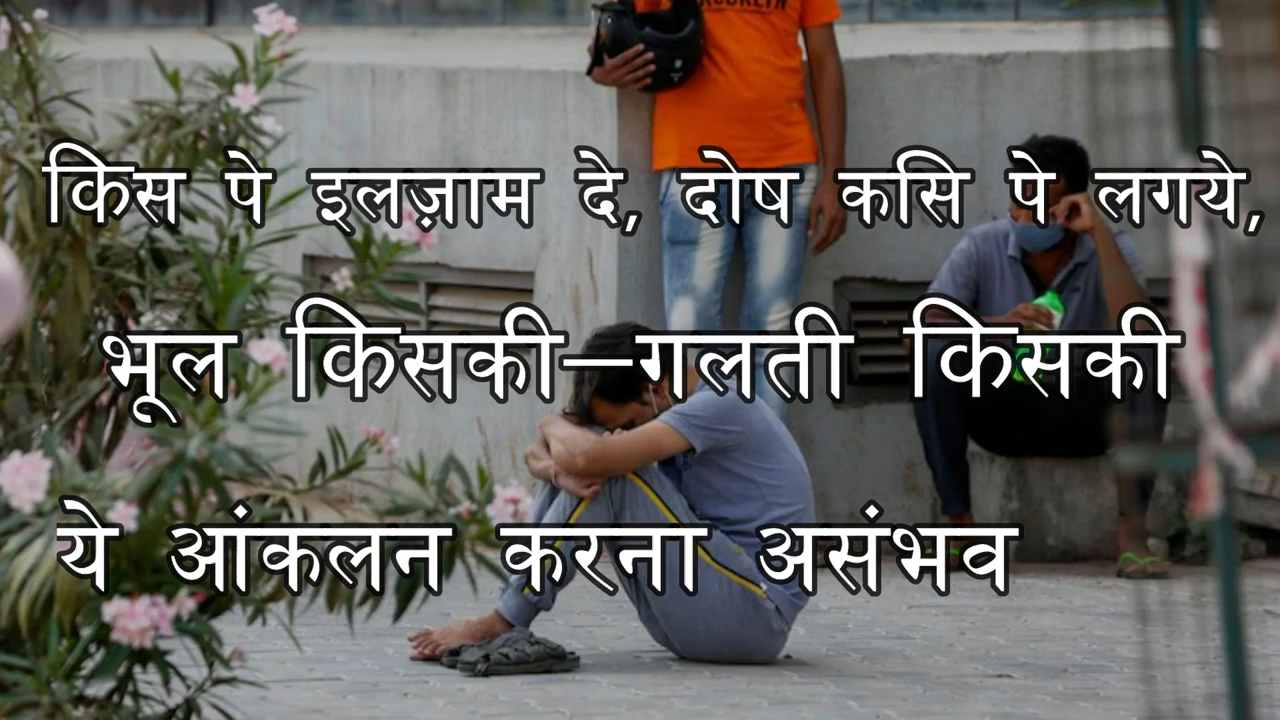 किस पे इलज़ाम दे, दोष कसि पे लगये,
भूल किसकी—गलती किसकी
ये आंकलन करना असंभव